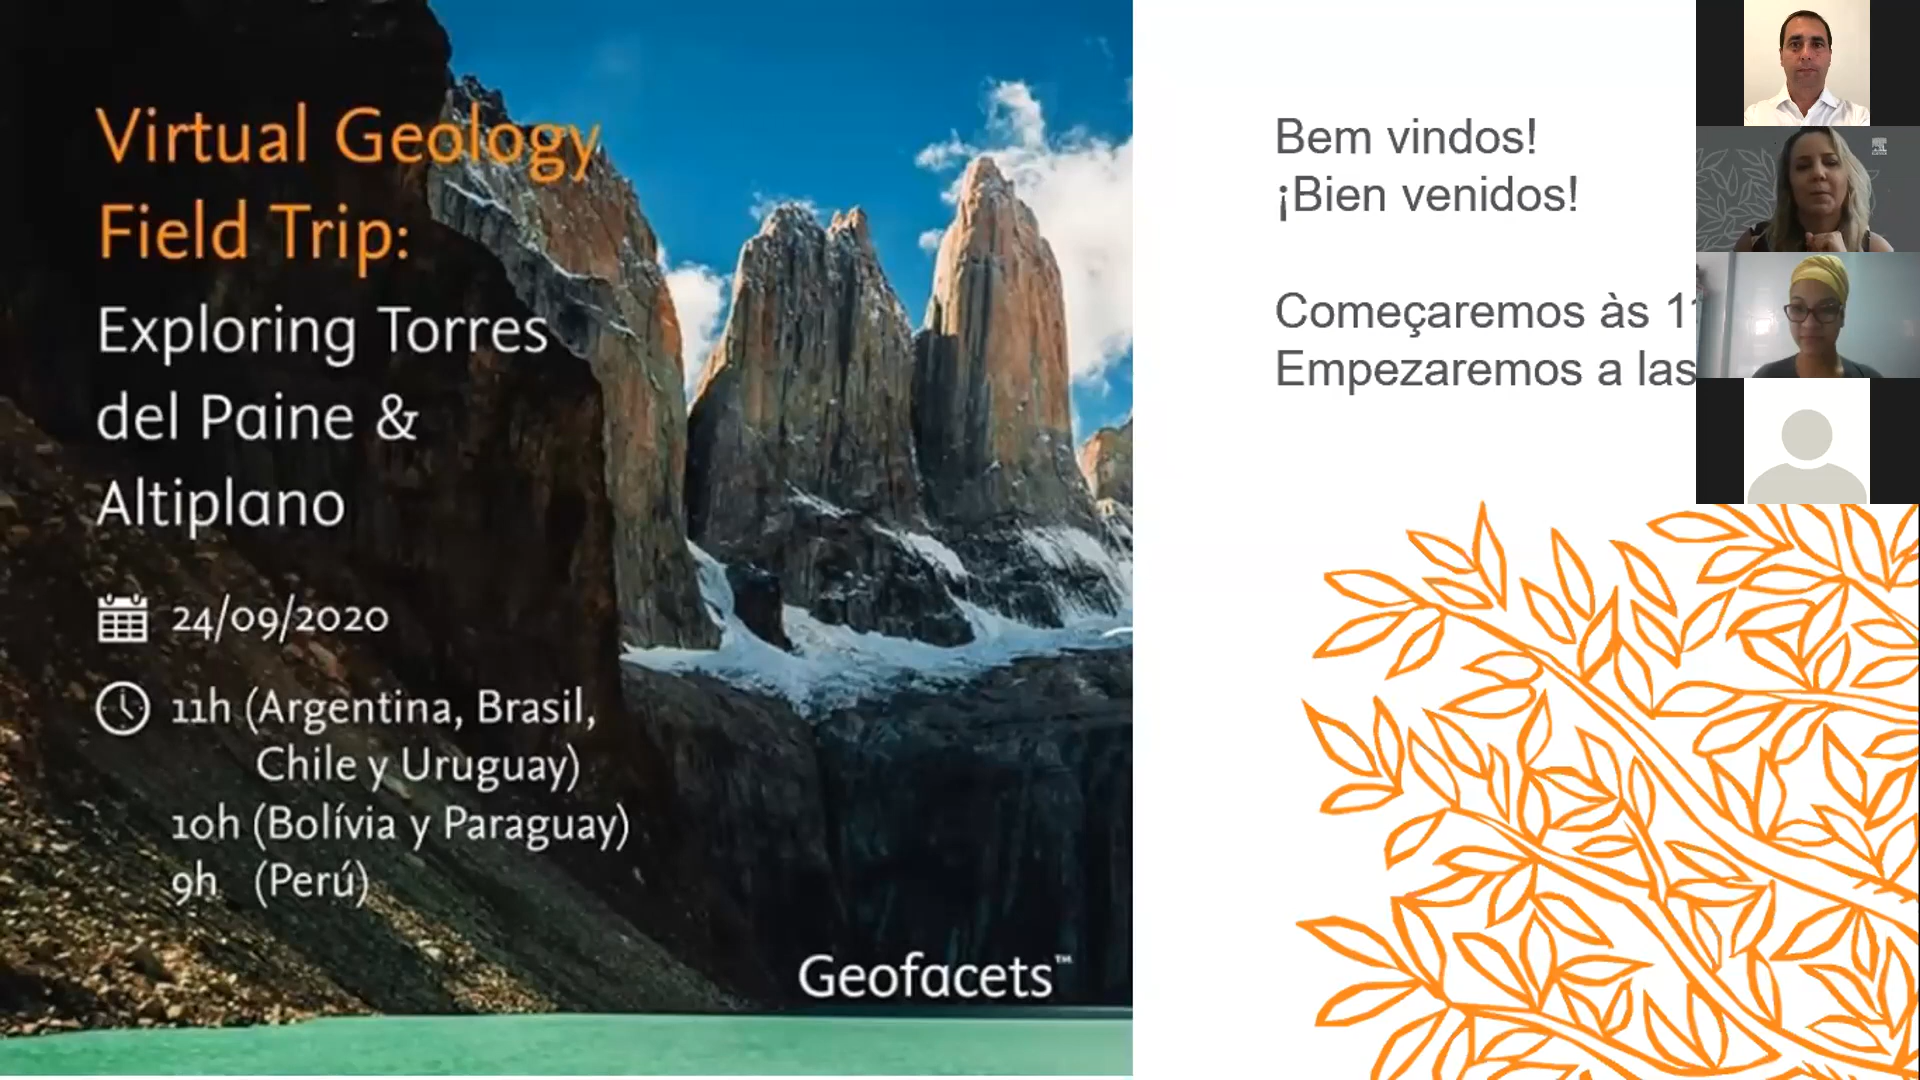 Virtual Geology
Field Trip:
Exploring Torres
del Paine &
Altiplano
24/09/2020
11h (Argentina, Brasil,
Chile y Uruguay)
10h (Bolívia y Paraguay)
9h (Perú)
Geofacets™
Bem vindos!
¡Bien venidos!
Começaremos às
Empezaremos a las